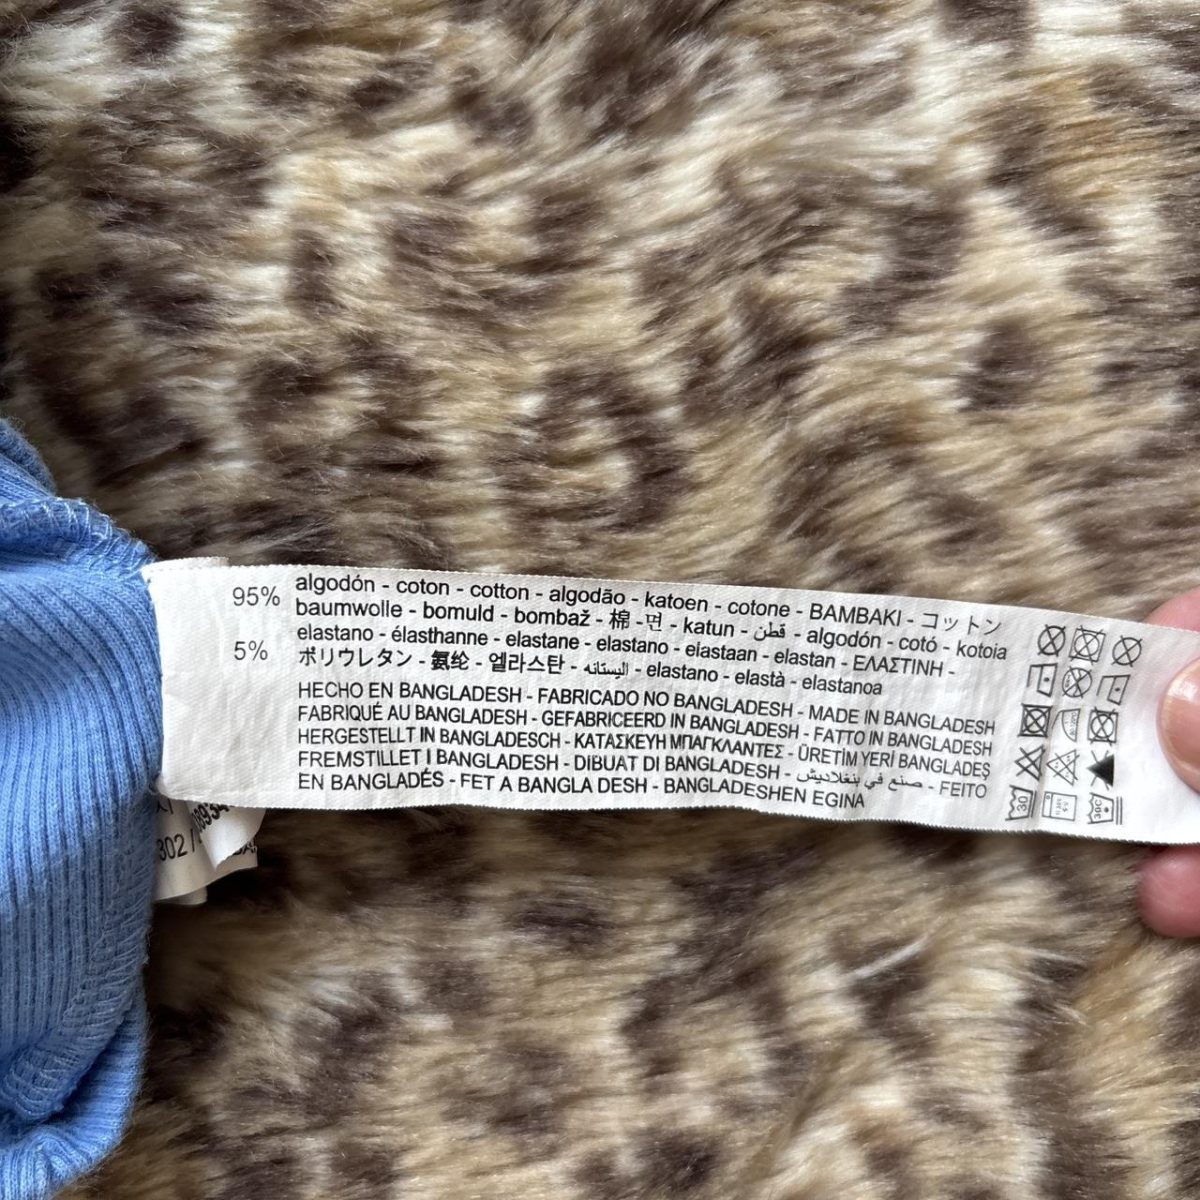 95% algodón - coton - cotton - algodão - katoen - cotone - BAMBAKI - コットン
baumwolle - bomuld - bombaž - 棉 - 면 - katun - قطن - algodón - cotó - kotoia
5% elastano - élasthanne - elastane - elastano - elastaan - elastan - ΕΛΑΣΤΙΝΗ -
ポリウレタン - 氨纶 - 엘라스탄 - اليستانه - elastano - elastà - elastanoa
HECHO EN BANGLADESH - FABRICADO NO BANGLADESH - MADE IN BANGLADESH
FABRIQUÉ AU BANGLADESH - GEFABRICEERD IN BANGLADESH - FATTO IN BANGLADESH
HERGESTELLT IN BANGLADESCH - ΚΑΤΑΣΚΕΥΗ ΜΠΑΓΚΛΑΝΤΕΣ - ÜRETİM YERİ BANGLADEŞ
FREMSTILLET I BANGLADESH - DIBUAT DI BANGLADESH - صنع في بنغلاديش - FEITO
EN BANGLADÉS - FET A BANGLA DESH - BANGLADESHEN EGINA
30
30C
302 /